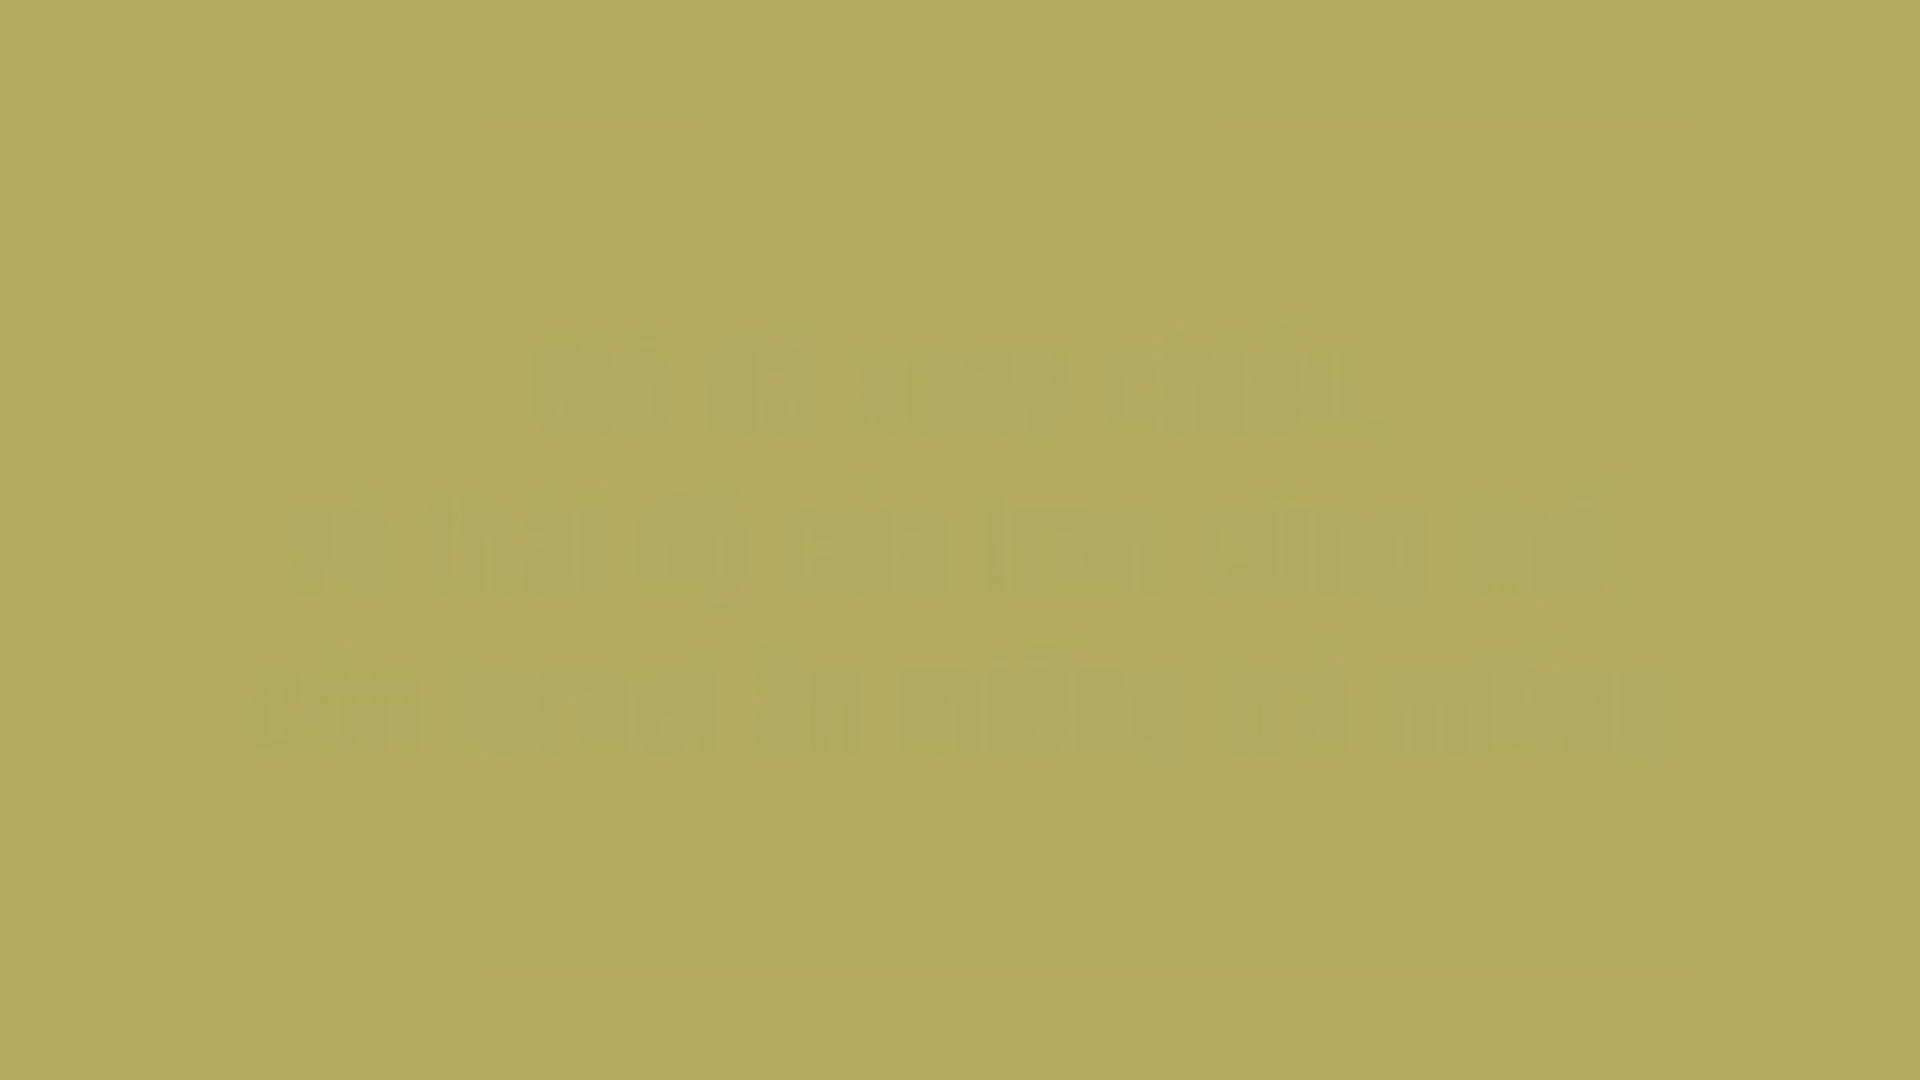 Gió đã xoay chiều,
và thái độ của Iran cũng thế,
còn Israel ăn miếng trả miếng